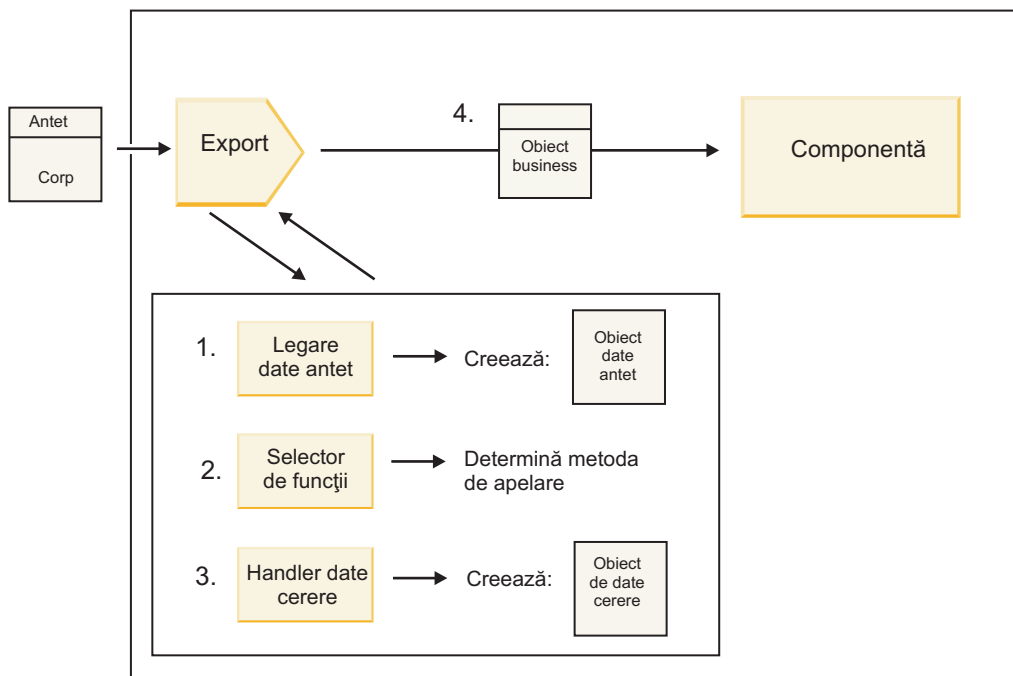 Antet
Corp
Export
4.
Obiect
business
Componentă
1.
Legare
date antet
Creează:
Obiect
date
antet
2.
Selector
de funcţii
Determină metoda
de apelare
3.
Handler date
cerere
Creează:
Obiect
de date
cerere